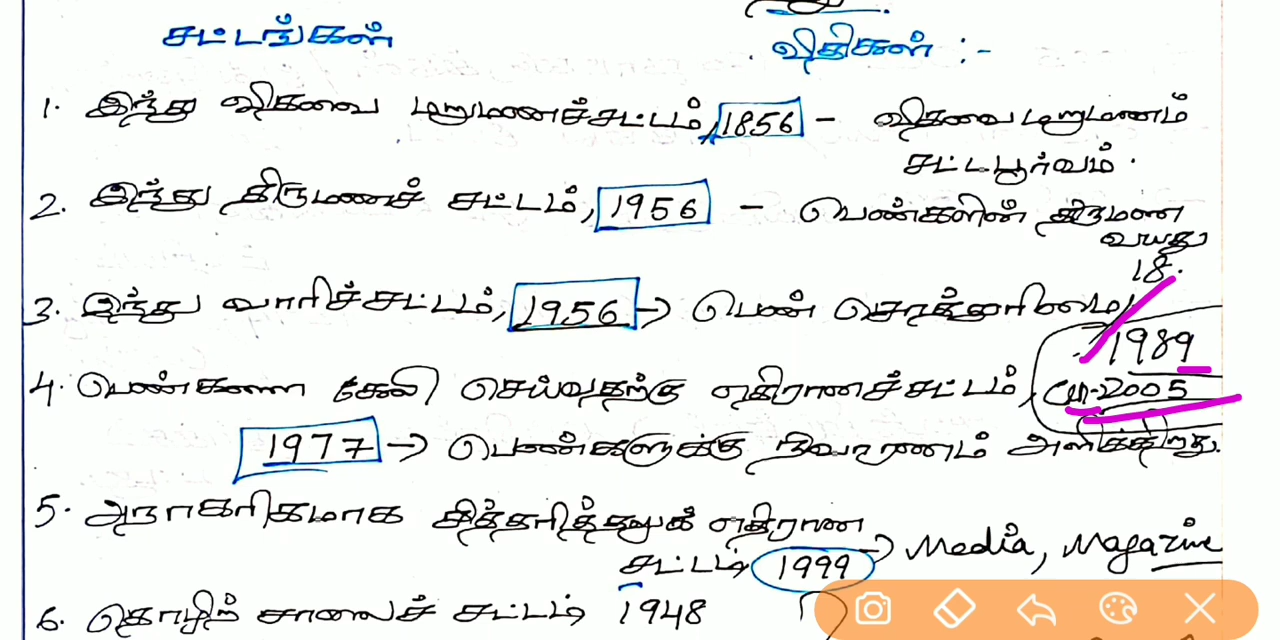 சட்டங்கள் விதிகள் :-
1. இந்து விதவை மறுமணச்சட்டம், 1856 - விதவை மறுமணம்
சட்டபூர்வம்.
2. இந்து திருமணச் சட்டம், 1956 - பெண்களின் திருமண
வயது
18.
3. இந்து வாரிச்சட்டம், 1956 → பெண் சொத்துரிமை
1989
4. பெண்களை கேலி செய்வதற்கு எதிரானச்சட்டம், 2005
1977 → பெண்களுக்கு நிவாரணம் அளிக்கிறது.
5. அநாகரிகமாக சித்தரித்தலுக் எதிரான
சட்டம் 1999 → Media, Magazine
6. தொழிற் சாலைச் சட்டம் 1948